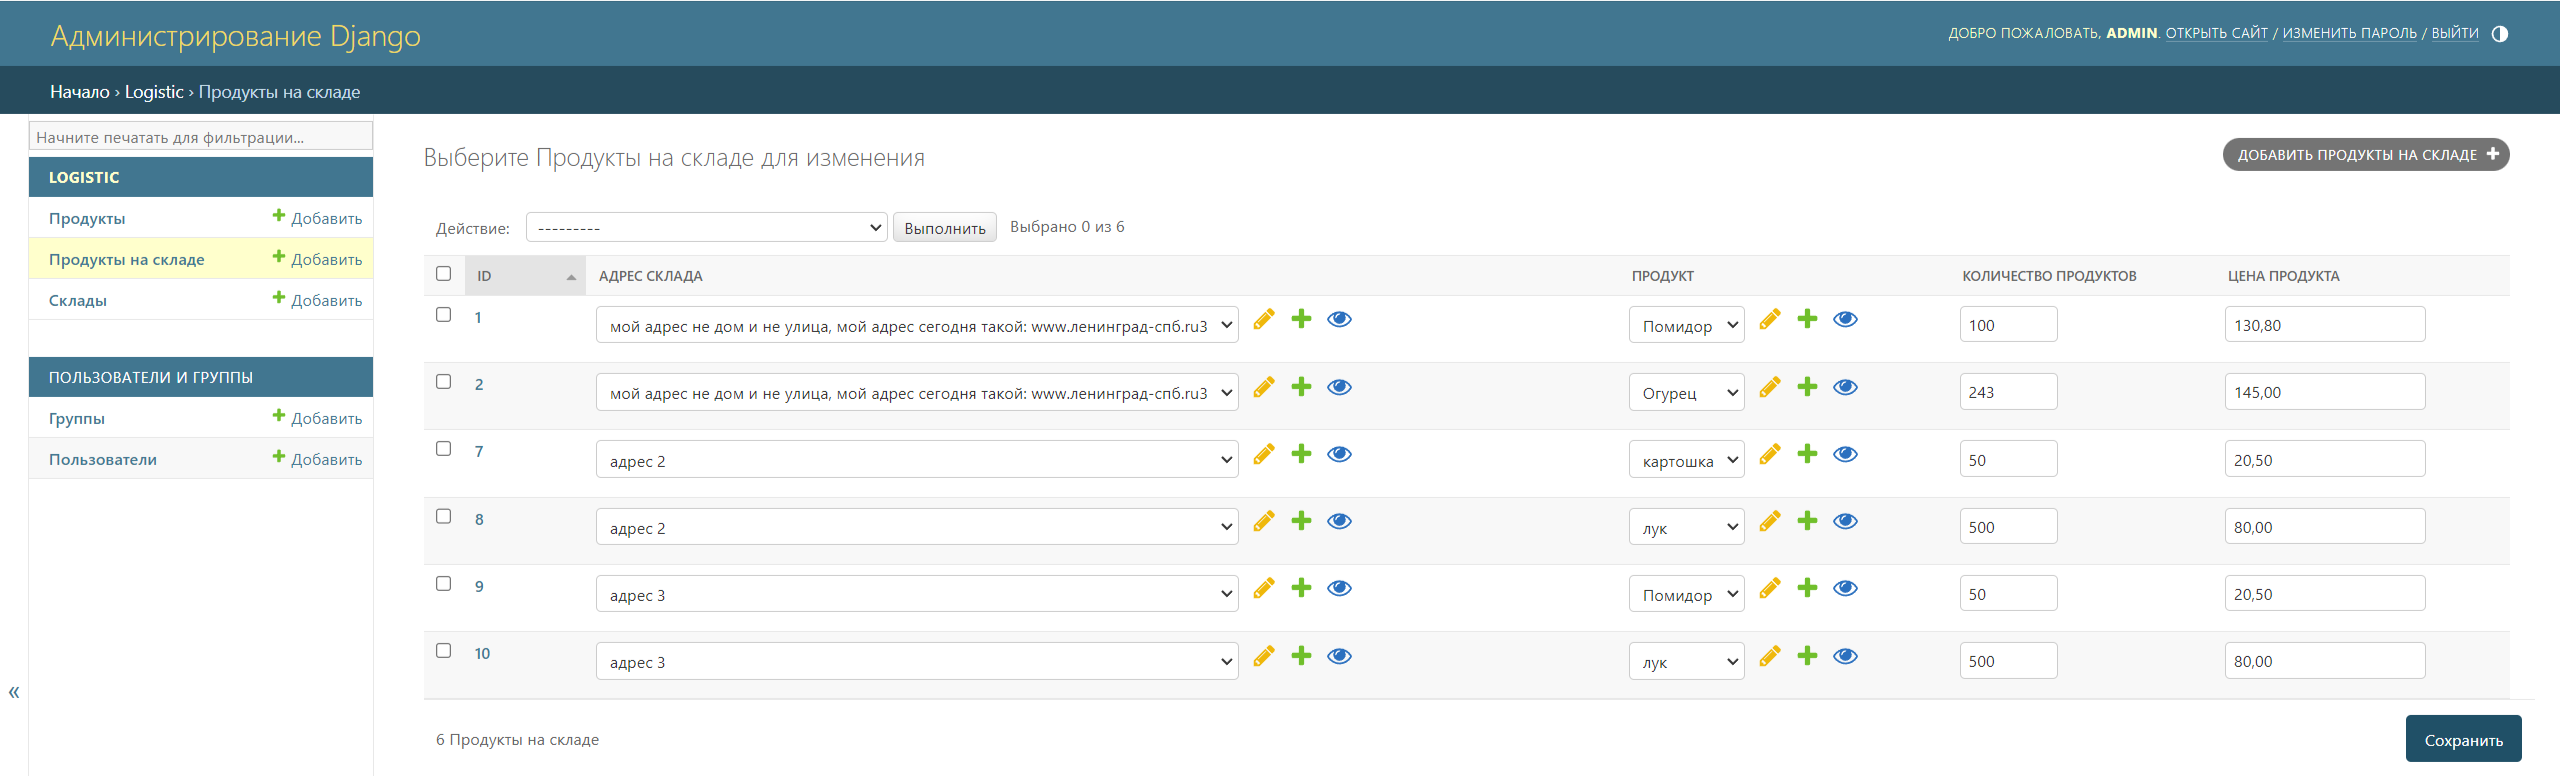 Администрирование Django
ДОБРО ПОЖАЛОВАТЬ, ADMIN. ОТКРЫТЬ САЙТ / ИЗМЕНИТЬ ПАРОЛЬ / ВЫЙТИ
Начало › Logistic › Продукты на складе
Начните печатать для фильтрации...
LOGISTIC
Продукты Добавить
Продукты на складе Добавить
Склады Добавить
ПОЛЬЗОВАТЕЛИ И ГРУППЫ
Группы Добавить
Пользователи Добавить
«
Выберите Продукты на складе для изменения
ДОБАВИТЬ ПРОДУКТЫ НА СКЛАДЕ +
Действие: --------- Выполнить Выбрано 0 из 6
ID АДРЕС СКЛАДА ПРОДУКТ КОЛИЧЕСТВО ПРОДУКТОВ ЦЕНА ПРОДУКТА
1 мой адрес не дом и не улица, мой адрес сегодня такой: www.ленинград-спб.ru3 Помидор 100 130,80
2 мой адрес не дом и не улица, мой адрес сегодня такой: www.ленинград-спб.ru3 Огурец 243 145,00
7 адрес 2 картошка 50 20,50
8 адрес 2 лук 500 80,00
9 адрес 3 Помидор 50 20,50
10 адрес 3 лук 500 80,00
6 Продукты на складе
Сохранить